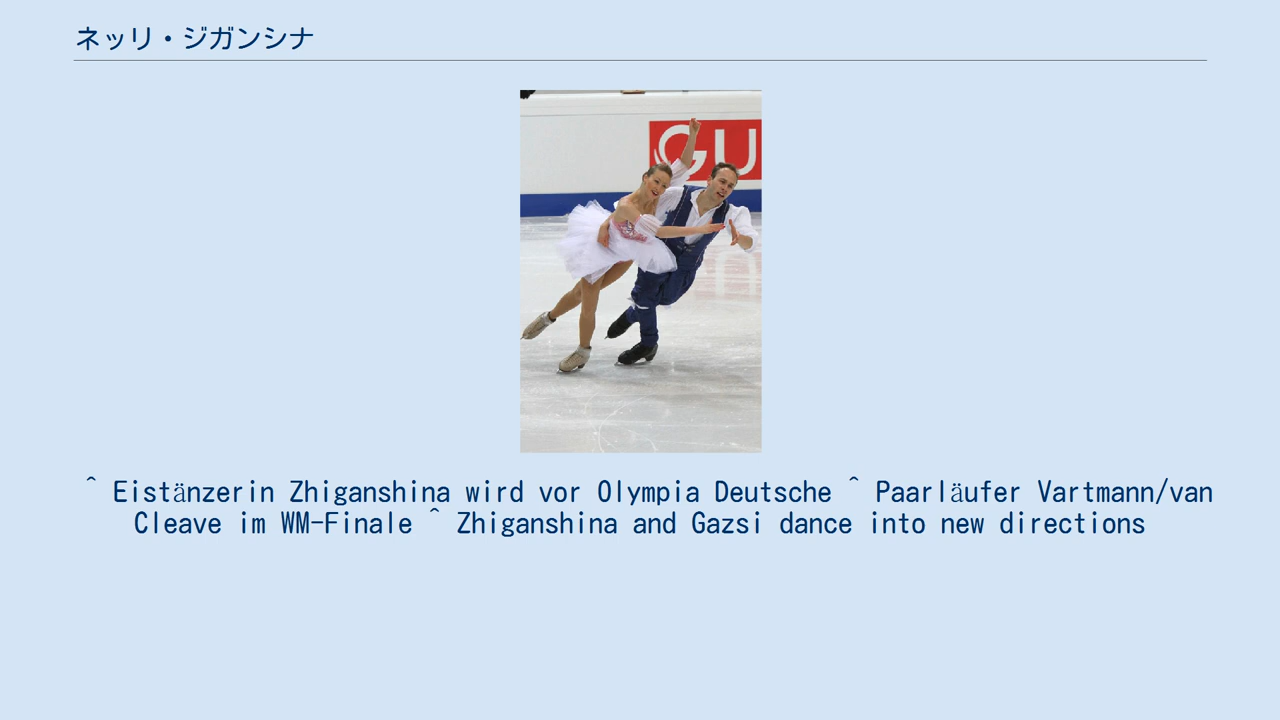 ネッリ・ジガンシナ
GU
^ Eistänzerin Zhiganshina wird vor Olympia Deutsche ^ Paarläufer Vartmann/van
Cleave im WM-Finale ^ Zhiganshina and Gazsi dance into new directions